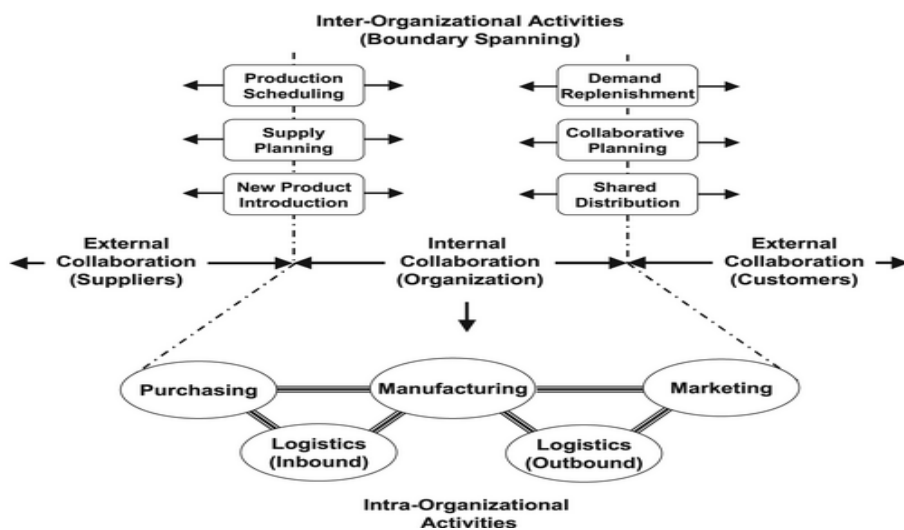 Inter-Organizational Activities
(Boundary Spanning)
Production
Scheduling
Demand
Replenishment
Supply
Planning
Collaborative
Planning
New Product
Introduction
Shared
Distribution
External
Collaboration
(Suppliers)
Internal
Collaboration
(Organization)
External
Collaboration
(Customers)
Purchasing
Manufacturing
Marketing
Logistics
(Inbound)
Logistics
(Outbound)
Intra-Organizational
Activities